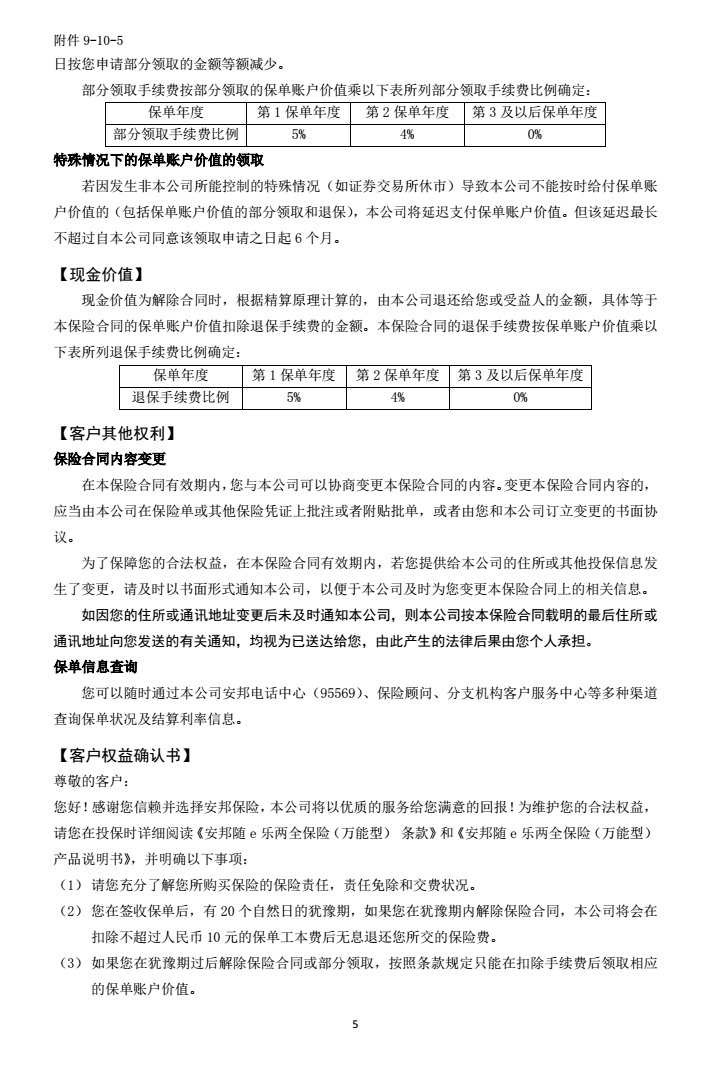 附件 9-10-5
日按您申请部分领取的金额等额减少。
部分领取手续费按部分领取的保单账户价值乘以下表所列部分领取手续费比例确定：
保单年度 第 1 保单年度 第 2 保单年度 第 3 及以后保单年度
部分领取手续费比例 5% 4% 0%
特殊情况下的保单账户价值的领取
若因发生非本公司所能控制的特殊情况（如证券交易所休市）导致本公司不能按时给付保单账
户价值的（包括保单账户价值的部分领取和退保），本公司将延迟支付保单账户价值。但该延迟最长
不超过自本公司同意该领取申请之日起 6 个月。
【现金价值】
现金价值为解除合同时，根据精算原理计算的，由本公司退还给您或受益人的金额，具体等于
本保险合同的保单账户价值扣除退保手续费的金额。本保险合同的退保手续费按保单账户价值乘以
下表所列退保手续费比例确定：
保单年度 第 1 保单年度 第 2 保单年度 第 3 及以后保单年度
退保手续费比例 5% 4% 0%
【客户其他权利】
保险合同内容变更
在本保险合同有效期内，您与本公司可以协商变更本保险合同的内容。变更本保险合同内容的，
应当由本公司在保险单或其他保险凭证上批注或者附贴批单，或者由您和本公司订立变更的书面协
议。
为了保障您的合法权益，在本保险合同有效期内，若您提供给本公司的住所或其他投保信息发
生了变更，请及时以书面形式通知本公司，以便于本公司及时为您变更本保险合同上的相关信息。
如因您的住所或通讯地址变更后未及时通知本公司，则本公司按本保险合同载明的最后住所或
通讯地址向您发送的有关通知，均视为已送达给您，由此产生的法律后果由您个人承担。
保单信息查询
您可以随时通过本公司安邦电话中心（95569）、保险顾问、分支机构客户服务中心等多种渠道
查询保单状况及结算利率信息。
【客户权益确认书】
尊敬的客户：
您好！感谢您信赖并选择安邦保险，本公司将以优质的服务给您满意的回报！为维护您的合法权益，
请您在投保时详细阅读《安邦随 e 乐两全保险（万能型） 条款》和《安邦随 e 乐两全保险（万能型）
产品说明书》，并明确以下事项：
（1） 请您充分了解您所购买保险的保险责任，责任免除和交费状况。
（2） 您在签收保单后，有 20 个自然日的犹豫期，如果您在犹豫期内解除保险合同，本公司将会在
扣除不超过人民币 10 元的保单工本费后无息退还您所交的保险费。
（3） 如果您在犹豫期过后解除保险合同或部分领取，按照条款规定只能在扣除手续费后领取相应
的保单账户价值。
5